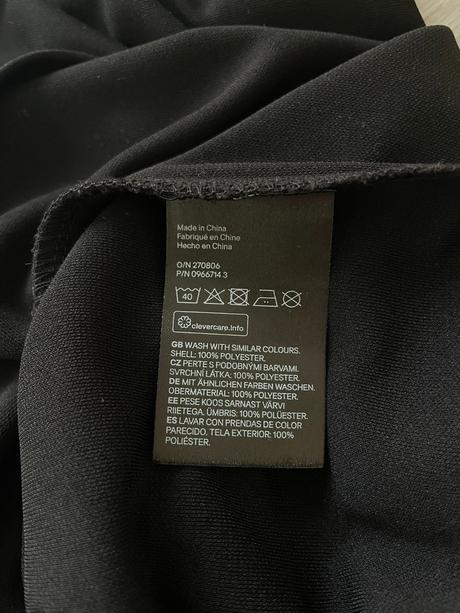 Made in China
Fabriqué en Chine
Hecho en China
O/N 270806
P/N 0966714 3
40
clevercare.info
GB WASH WITH SIMILAR COLOURS.
SHELL: 100% POLYESTER.
CZ PERTE S PODOBNÝMI BARVAMI.
SVRCHNÍ LÁTKA: 100% POLYESTER.
DE MIT ÄHNLICHEN FARBEN WASCHEN.
OBERMATERIAL: 100% POLYESTER.
EE PESE KOOS SARNAST VÄRVI
RIIETEGA. ÜMBRIS: 100% POLÜESTER.
ES LAVAR CON PRENDAS DE COLOR
PARECIDO. TELA EXTERIOR: 100%
POLIÉSTER.